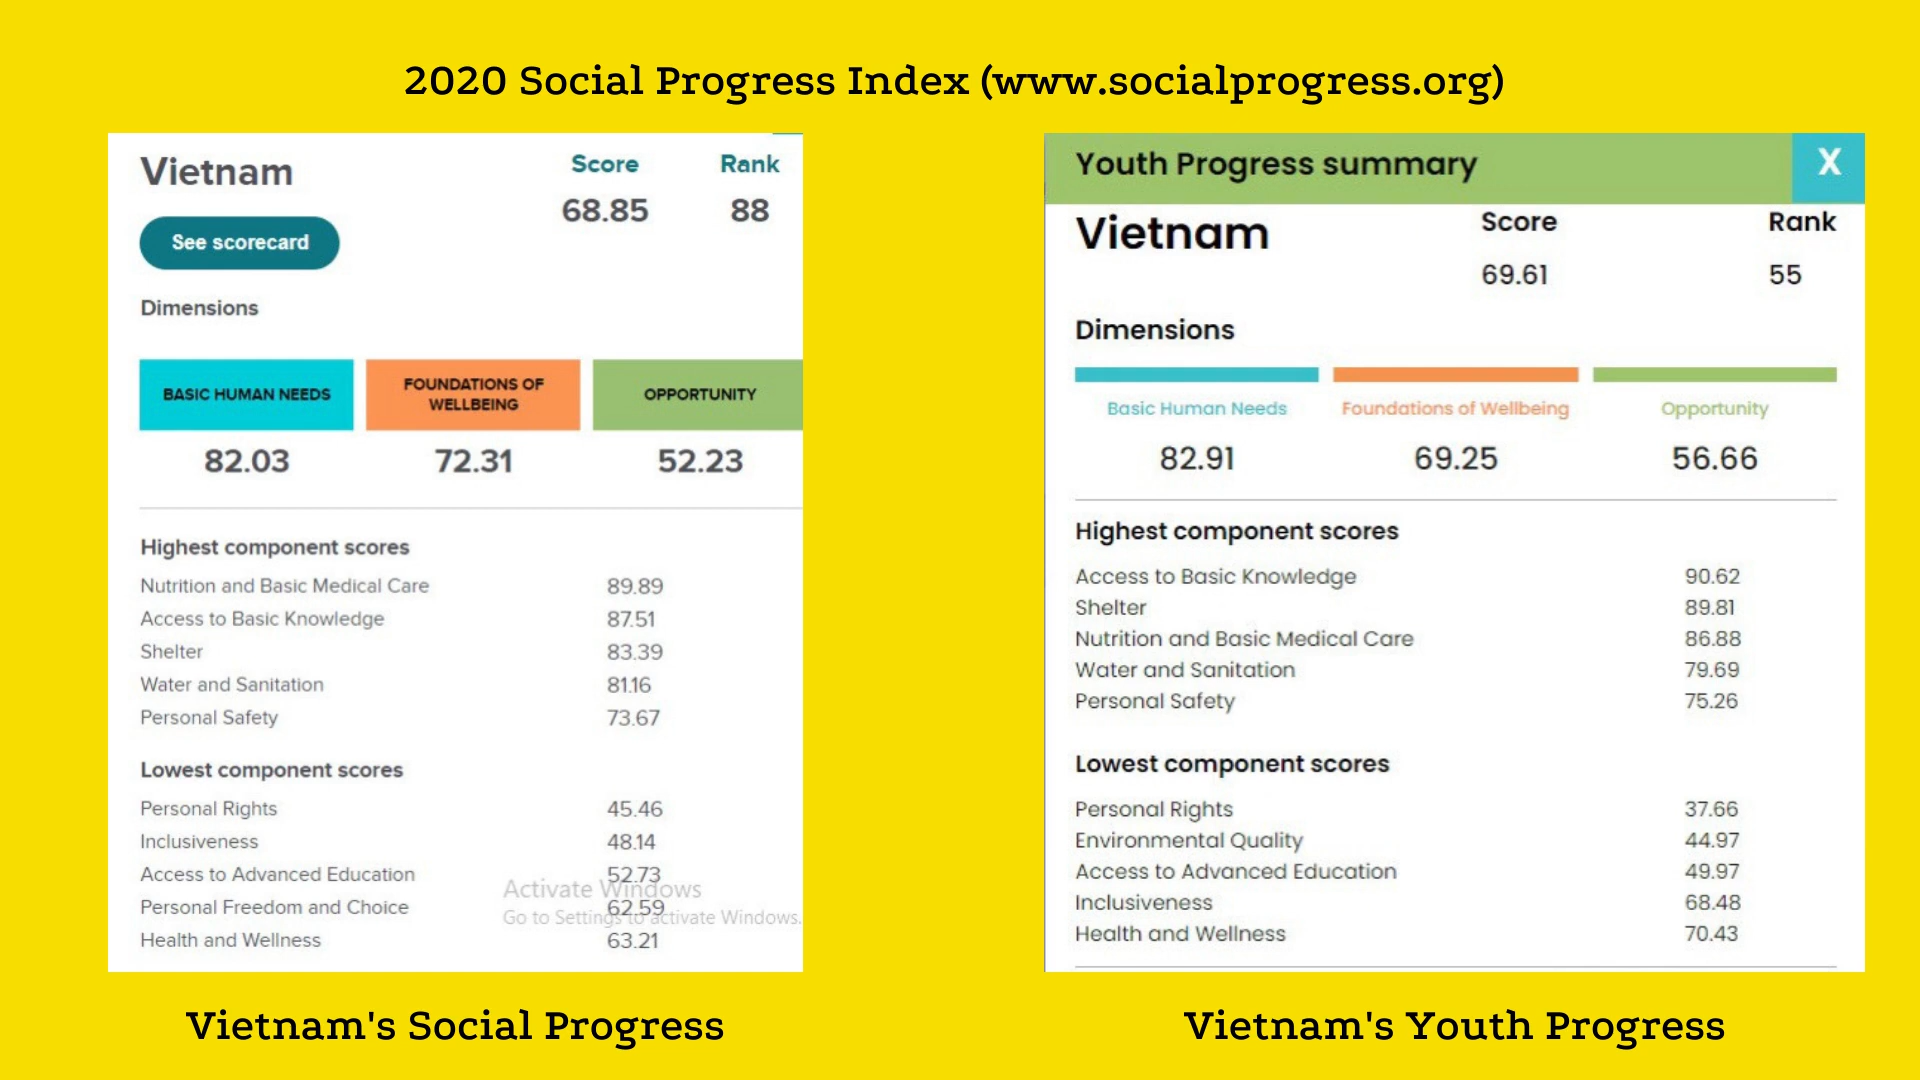 2020 Social Progress Index (www.socialprogress.org)
Vietnam
Score
Rank
68.85
88
See scorecard
Dimensions
BASIC HUMAN NEEDS
FOUNDATIONS OF
WELLBEING
OPPORTUNITY
82.03
72.31
52.23
Highest component scores
Nutrition and Basic Medical Care 89.89
Access to Basic Knowledge 87.51
Shelter 83.39
Water and Sanitation 81.16
Personal Safety 73.67
Lowest component scores
Personal Rights 45.46
Inclusiveness 48.14
Access to Advanced Education 52.73
Personal Freedom and Choice 62.59
Health and Wellness 63.21
Activate Windows
Go to Settings to activate Windows.
Vietnam's Social Progress
Youth Progress summary X
Vietnam
Score
Rank
69.61
55
Dimensions
Basic Human Needs
Foundations of Wellbeing
Opportunity
82.91
69.25
56.66
Highest component scores
Access to Basic Knowledge 90.62
Shelter 89.81
Nutrition and Basic Medical Care 86.88
Water and Sanitation 79.69
Personal Safety 75.26
Lowest component scores
Personal Rights 37.66
Environmental Quality 44.97
Access to Advanced Education 49.97
Inclusiveness 68.48
Health and Wellness 70.43
Vietnam's Youth Progress